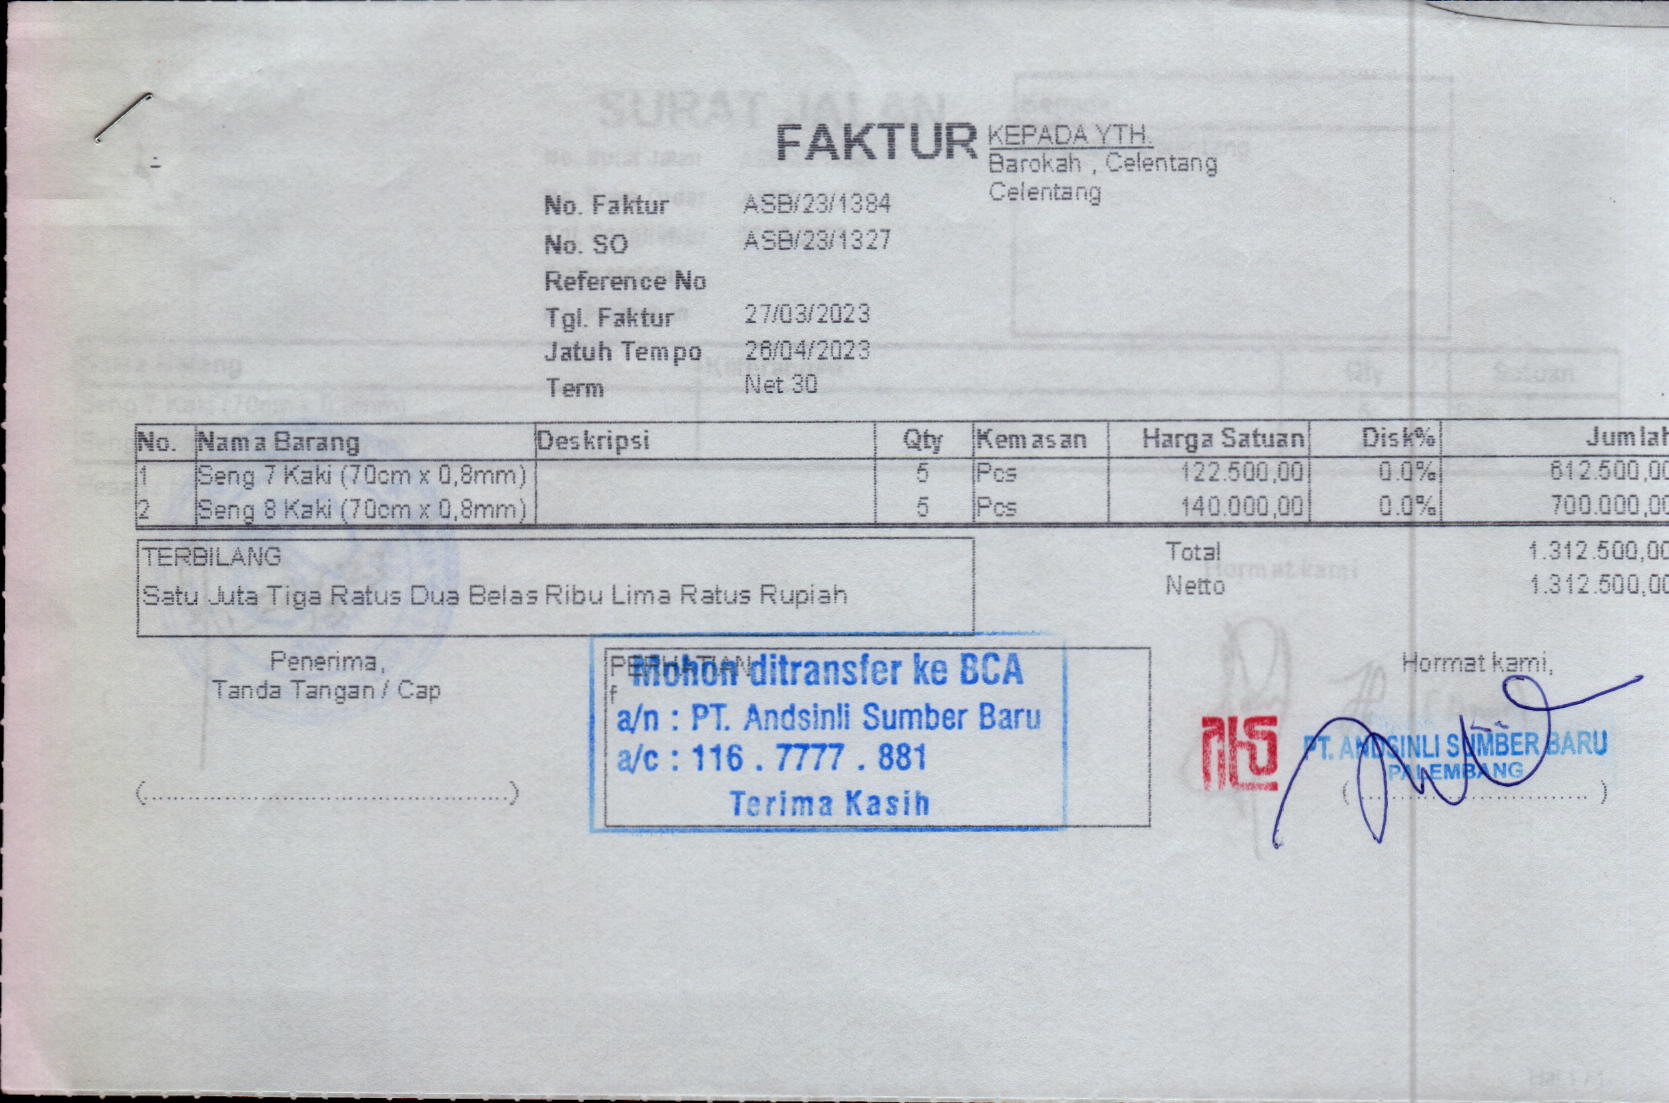 FAKTUR
KEPADA YTH.
Barokah , Celentang
Celentang
No. Faktur ASB/23/1384
No. SO ASB/23/1327
Reference No
Tgl. Faktur 27/03/2023
Jatuh Tempo 26/04/2023
Term Net 30
No. Nama Barang Deskripsi Qty Kemasan Harga Satuan Disk% Jumlah
1 Seng 7 Kaki (70cm x 0,8mm) 5 Pcs 122.500,00 0.0% 612.500,00
2 Seng 8 Kaki (70cm x 0,8mm) 5 Pcs 140.000,00 0.0% 700.000,00
TERBILANG
Satu Juta Tiga Ratus Dua Belas Ribu Lima Ratus Rupiah
Total 1.312.500,00
Netto 1.312.500,00
Penerima,
Tanda Tangan / Cap
(................................................)
PERHATIAN
f
Mohon ditransfer ke BCA
a/n : PT. Andsinli Sumber Baru
a/c : 116 . 7777 . 881
Terima Kasih
Hormat kami,
PT. ANDSINLI SUMBER BARU
PALEMBANG
(................................)
SURAT JALAN